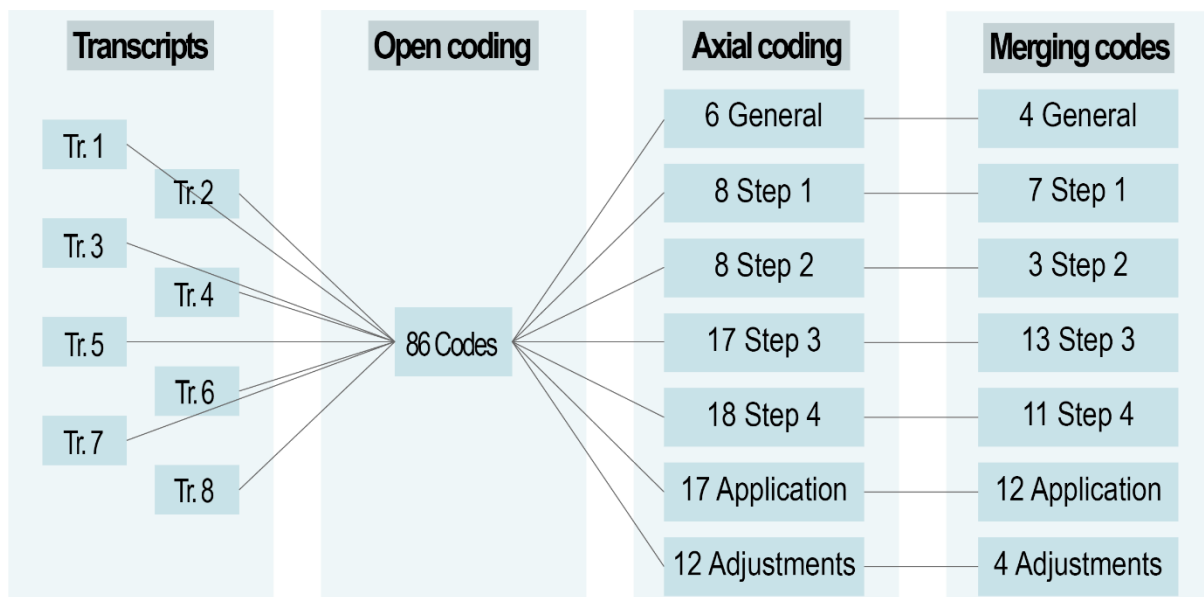 Transcripts
Open coding
Axial coding
Merging codes
Tr. 1
Tr. 2
Tr. 3
Tr. 4
Tr. 5
Tr. 6
Tr. 7
Tr. 8
86 Codes
6 General
8 Step 1
8 Step 2
17 Step 3
18 Step 4
17 Application
12 Adjustments
4 General
7 Step 1
3 Step 2
13 Step 3
11 Step 4
12 Application
4 Adjustments